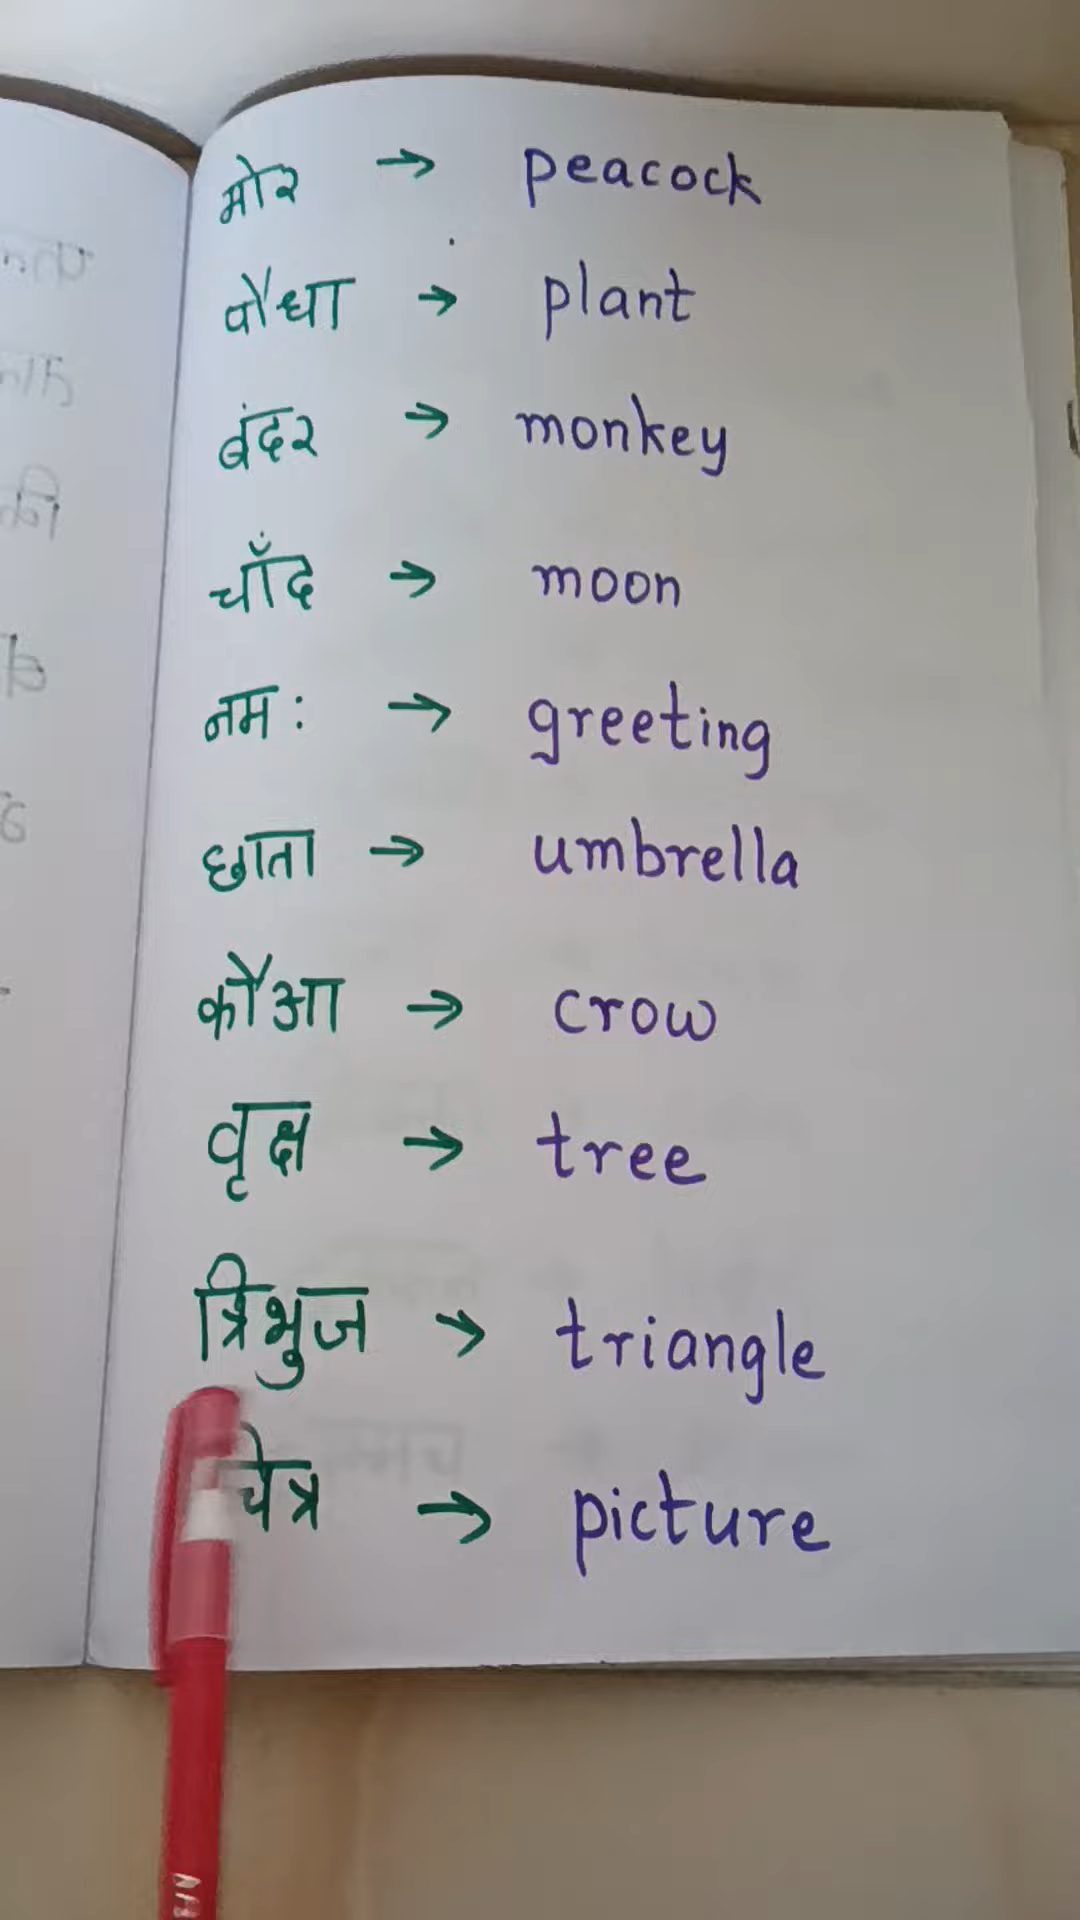 मोर → peacock
पौधा → plant
बंदर → monkey
चाँद → moon
नमः → greeting
छाता → umbrella
कौआ → crow
वृक्ष → tree
त्रिभुज → triangle
चित्र → picture